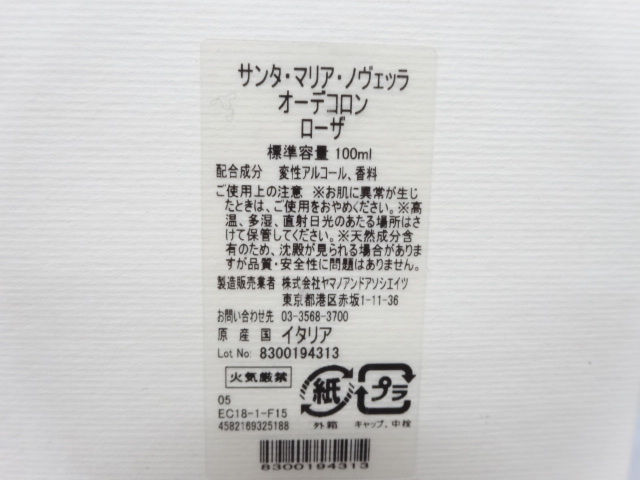 サンタ・マリア・ノヴェッラ
オーデコロン
ローザ
標準容量 100ml
配合成分 変性アルコール、香料
ご使用上の注意 ※お肌に異常が生じ
たときは、ご使用をおやめください。※高
温、多湿、直射日光のあたる場所はさ
けて保管してください。※天然成分含
有のため、沈殿が見られる場合がありま
すが品質・安全性に問題はありません。
製造販売業者 株式会社ヤマノアンドアソシエイツ
東京都港区赤坂1-11-36
お問い合わせ先 03-3568-3700
原産国 イタリア
Lot No: 8300194313
火気厳禁
紙 プラ
05
EC18-1-F15
4582169325188
外箱 キャップ、中栓
8300194313